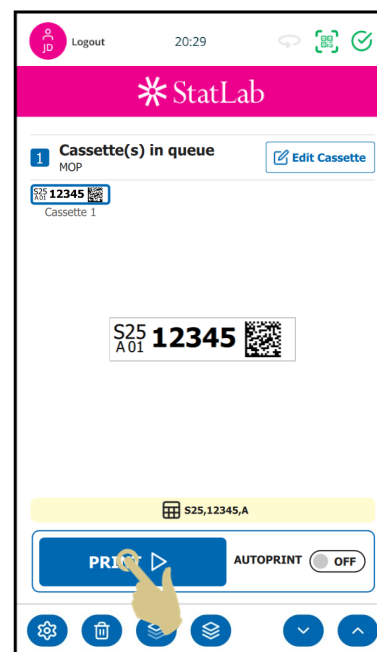 JD Logout 20:29
StatLab
1 Cassette(s) in queue
MOP
Edit Cassette
S25 A01 12345
Cassette 1
S25 12345
A 01
S25,12345,A
PRINT AUTOPRINT OFF